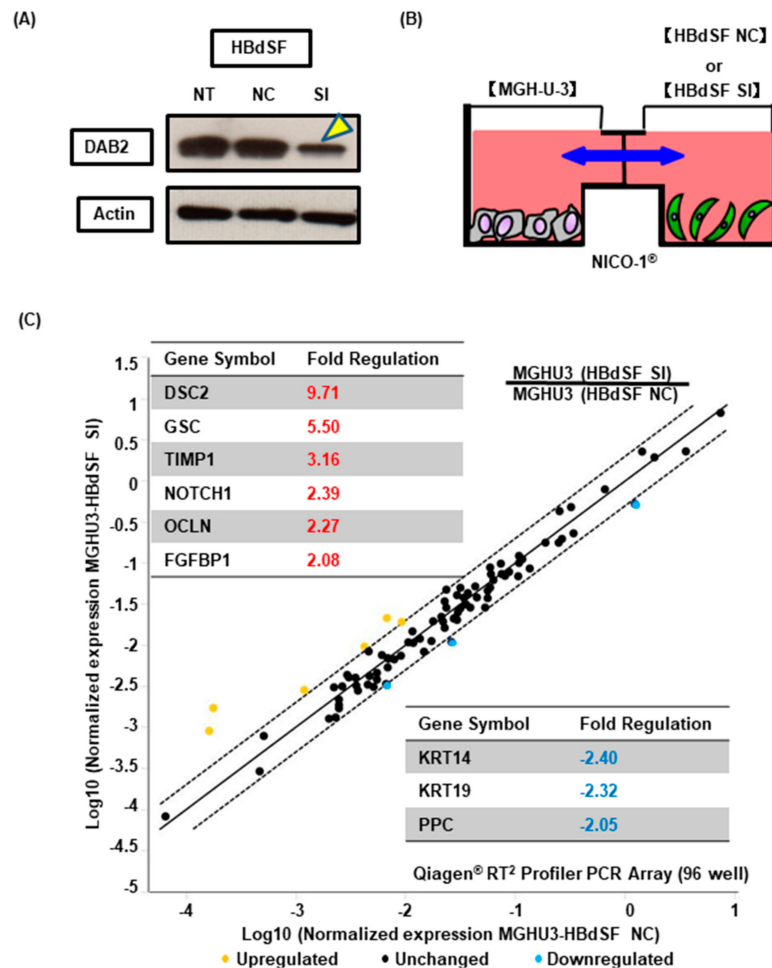 (A)
HBdSF
NT NC SI
DAB2
Actin
(B)
【HBdSF NC】
or
【MGH-U-3】 【HBdSF SI】
NICO-1®
(C)
Gene Symbol Fold Regulation
DSC2 9.71
GSC 5.50
TIMP1 3.16
NOTCH1 2.39
OCLN 2.27
FGFBP1 2.08
MGHU3 (HBdSF SI)
MGHU3 (HBdSF NC)
Log10 (Normalized expression MGHU3-HBdSF SI)
1.5
1
0.5
0
-0.5
-1
-1.5
-2
-2.5
-3
-3.5
-4
-4.5
-5
Gene Symbol Fold Regulation
KRT14 -2.40
KRT19 -2.32
PPC -2.05
Qiagen® RT² Profiler PCR Array (96 well)
-4 -3 -2 -1 0 1
Log10 (Normalized expression MGHU3-HBdSF NC)
Upregulated Unchanged Downregulated